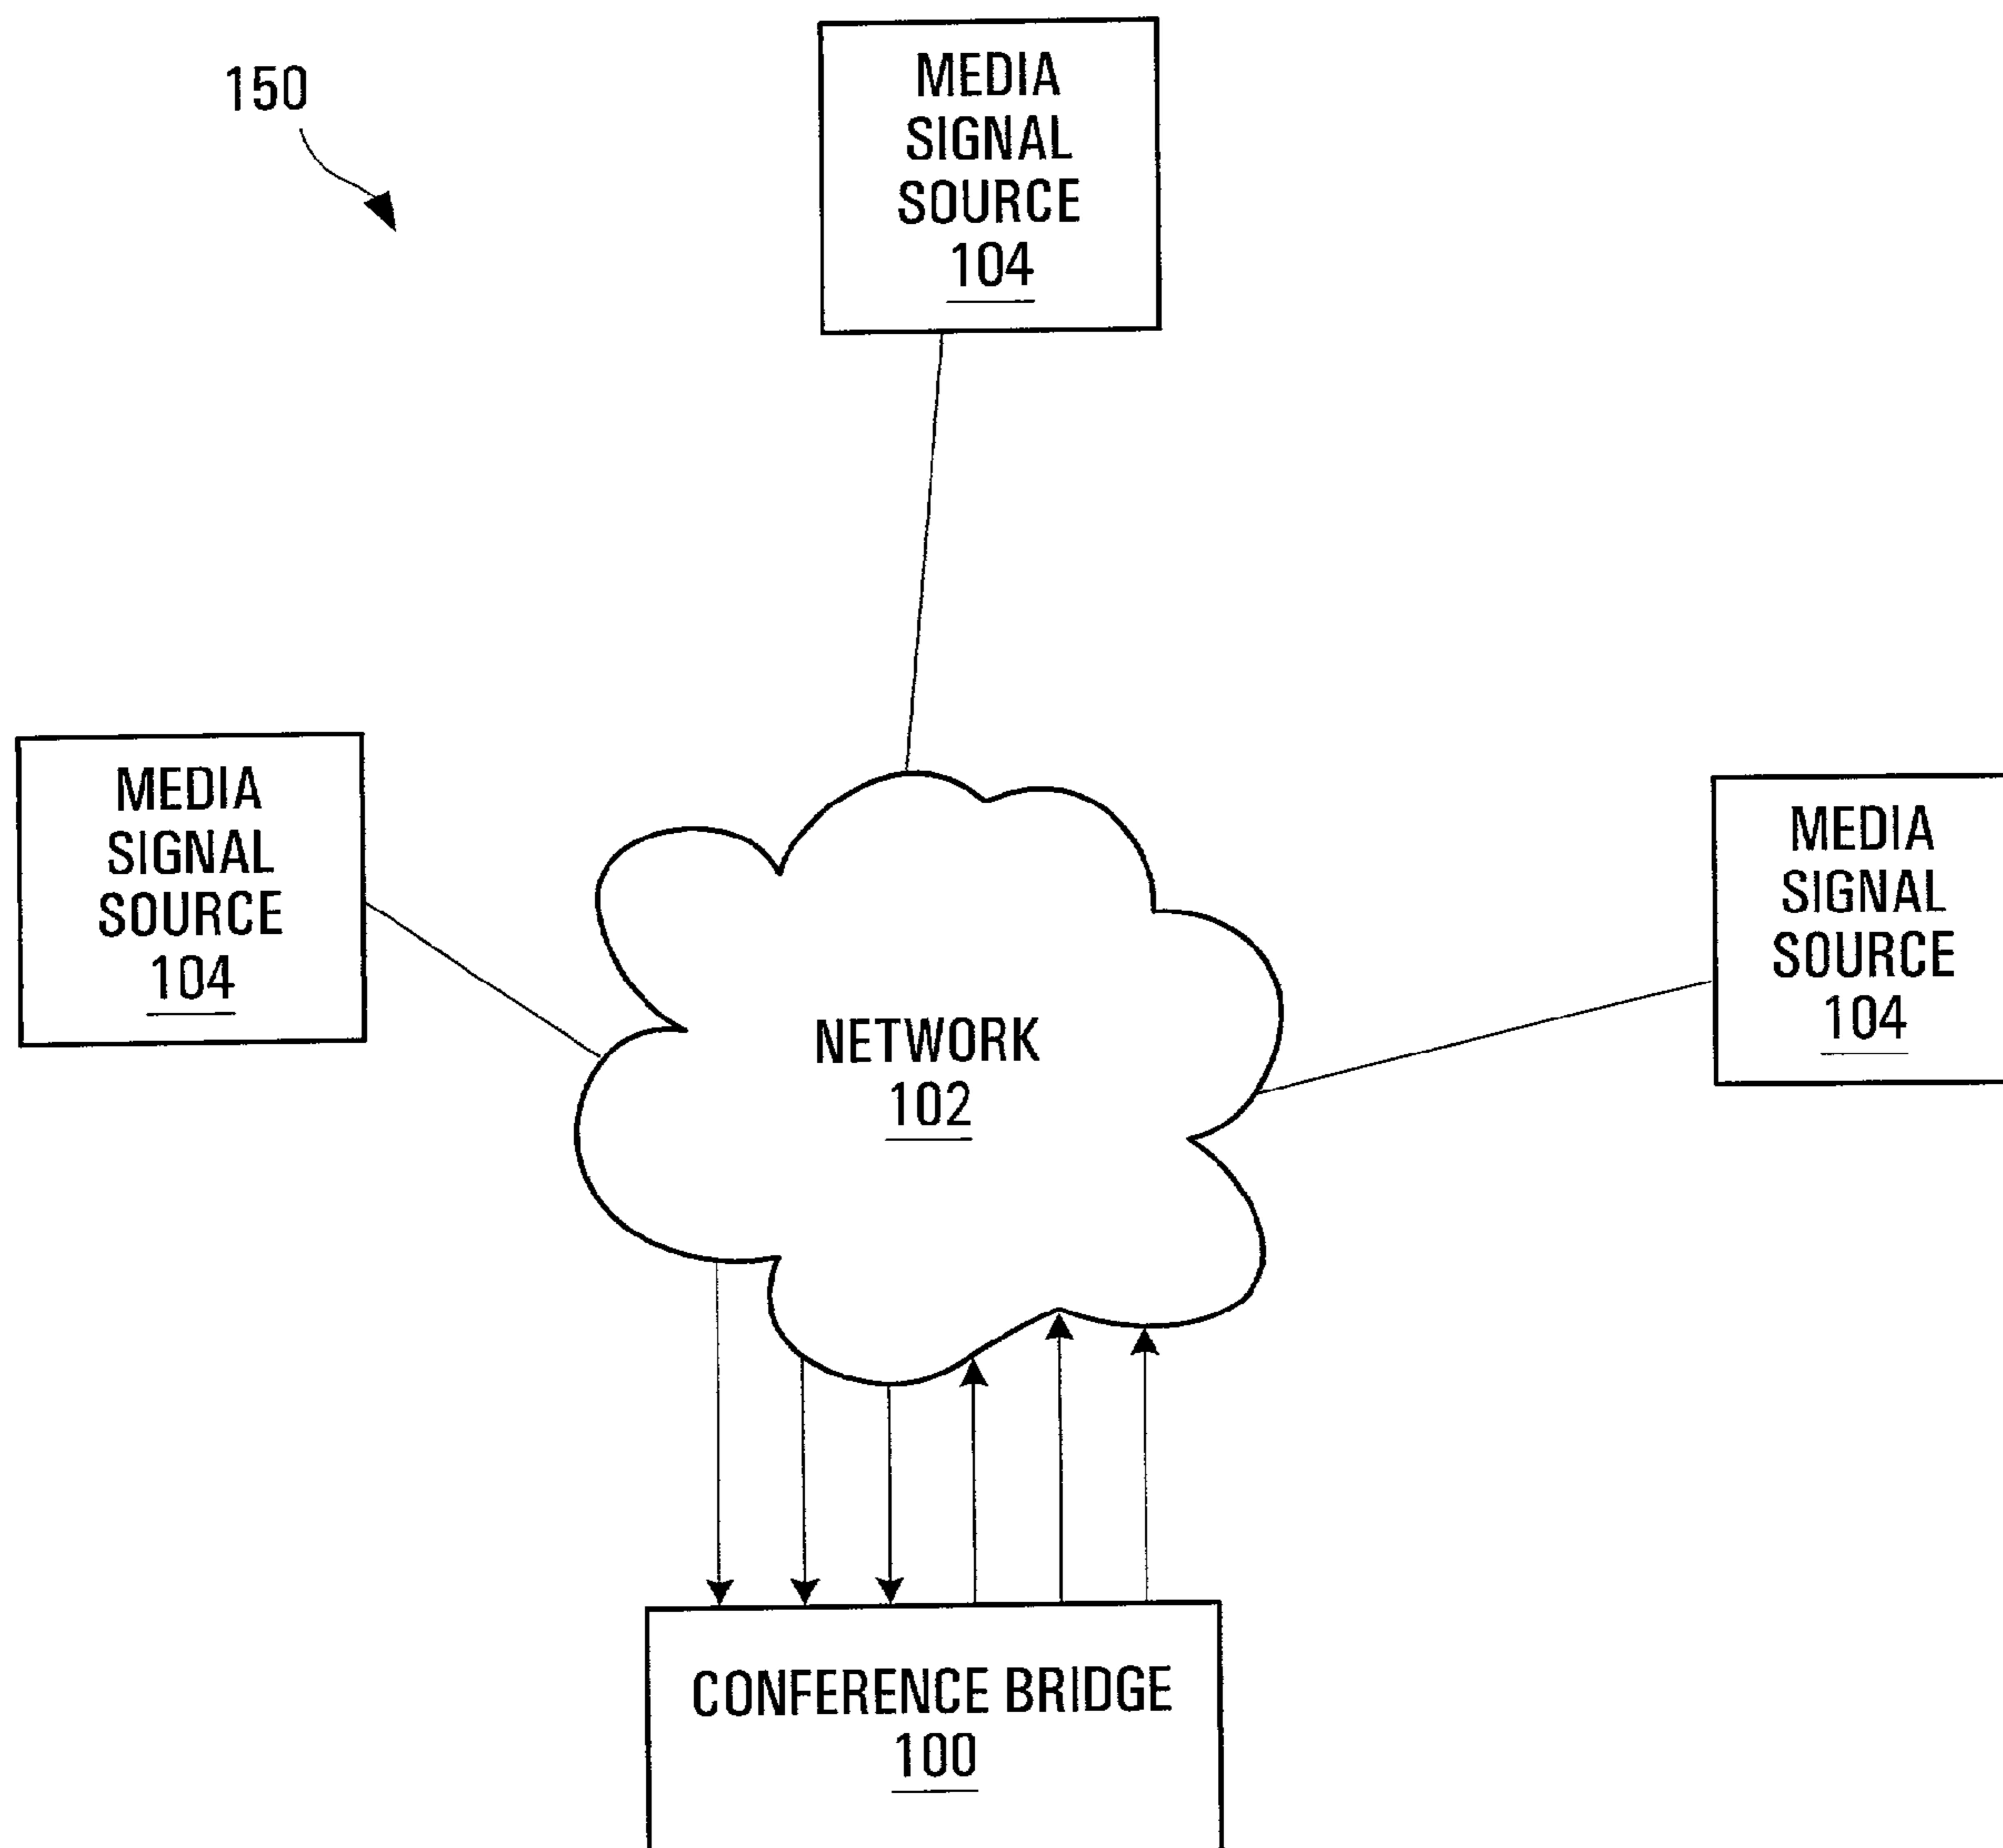 150
MEDIA
SIGNAL
SOURCE
104
MEDIA
SIGNAL
SOURCE
104
MEDIA
SIGNAL
SOURCE
104
NETWORK
102
CONFERENCE BRIDGE
100